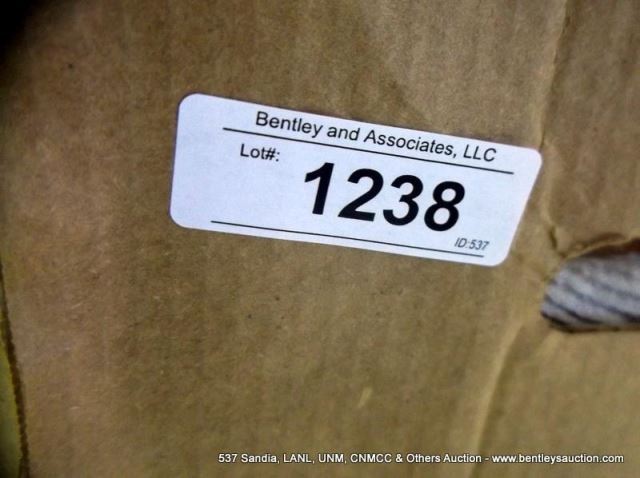 Bentley and Associates, LLC
Lot#:
1238
ID:537
537 Sandia, LANL, UNM, CNMCC & Others Auction - www.bentleysauction.com